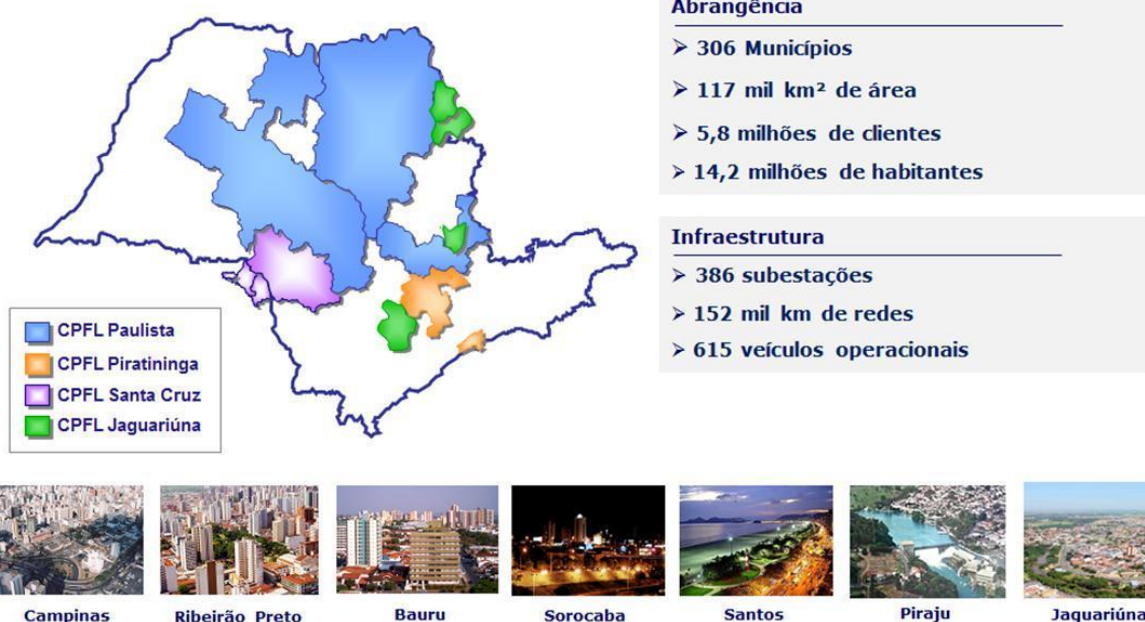 Abrangência
➢ 306 Municípios
➢ 117 mil km² de área
➢ 5,8 milhões de clientes
➢ 14,2 milhões de habitantes
Infraestrutura
➢ 386 subestações
➢ 152 mil km de redes
➢ 615 veículos operacionais
CPFL Paulista
CPFL Piratininga
CPFL Santa Cruz
CPFL Jaguariúna
Campinas
Ribeirão Preto
Bauru
Sorocaba
Santos
Piraju
Jaguariúna